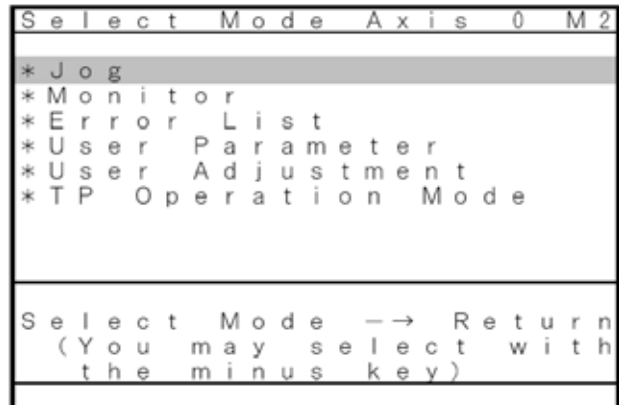 Select Mode Axis 0 M2
*Jog
*Monitor
*Error List
*User Parameter
*User Adjustment
*TP Operation Mode
Select Mode −→ Return
(You may select with
the minus key)